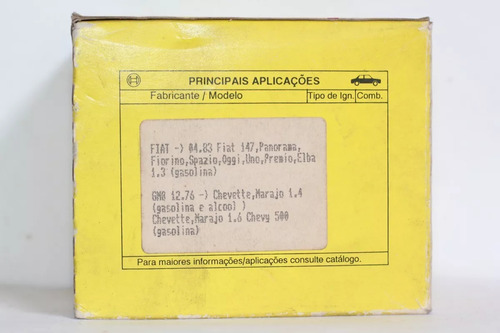 PRINCIPAIS APLICAÇÕES
Fabricante / Modelo Tipo de Ign. Comb.
FIAT -) 04.83 Fiat 147,Panorama,
Fiorino,Spazio,Oggi,Uno,Premio,Elba
1.3 (gasolina)
GMB 12.76 -) Chevette,Marajo 1.4
(gasolina e alcool) )
Chevette,Marajo 1.6 Chevy 500
(gasolina)
Para maiores informações/aplicações consulte catálogo.